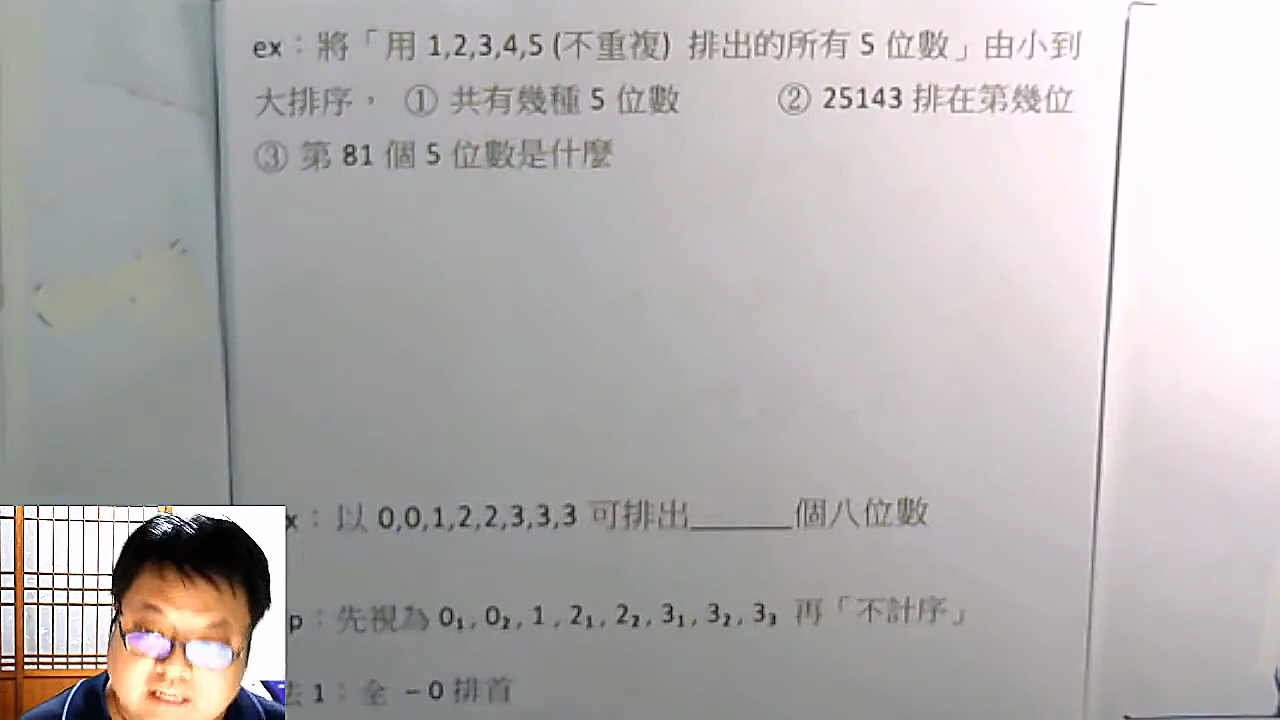 ex：將「用 1,2,3,4,5 (不重複) 排出的所有 5 位數」由小到
大排序， ① 共有幾種 5 位數 ② 25143 排在第幾位
③ 第 81 個 5 位數是什麼
x：以 0,0,1,2,2,3,3,3 可排出______個八位數
p：先視為 0₁, 0₂, 1, 2₁, 2₂, 3₁, 3₂, 3₃ 再「不計序」
法 1：全 −0 排首